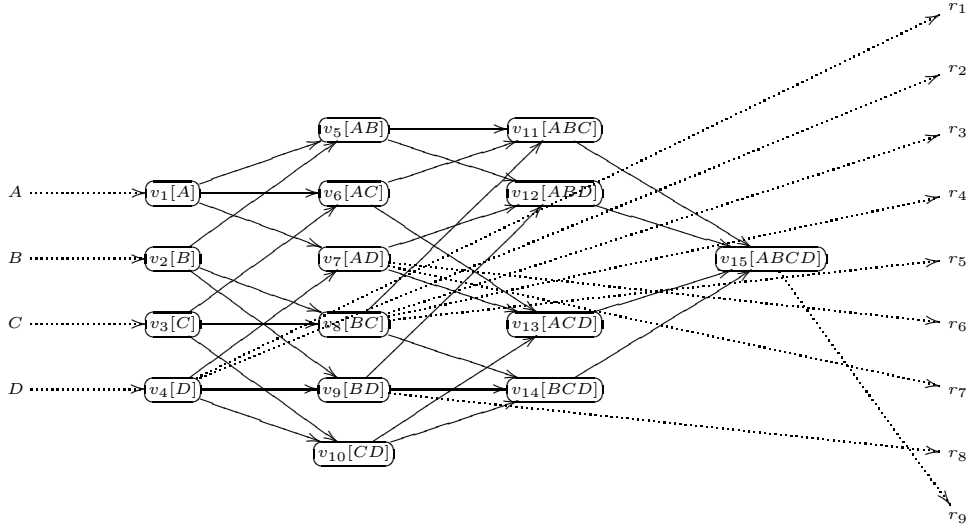 r1
r2
r3
r4
r5
r6
r7
r8
r9
A
B
C
D
v1[A]
v2[B]
v3[C]
v4[D]
v5[AB]
v6[AC]
v7[AD]
v8[BC]
v9[BD]
v10[CD]
v11[ABC]
v12[ABD]
v13[ACD]
v14[BCD]
v15[ABCD]